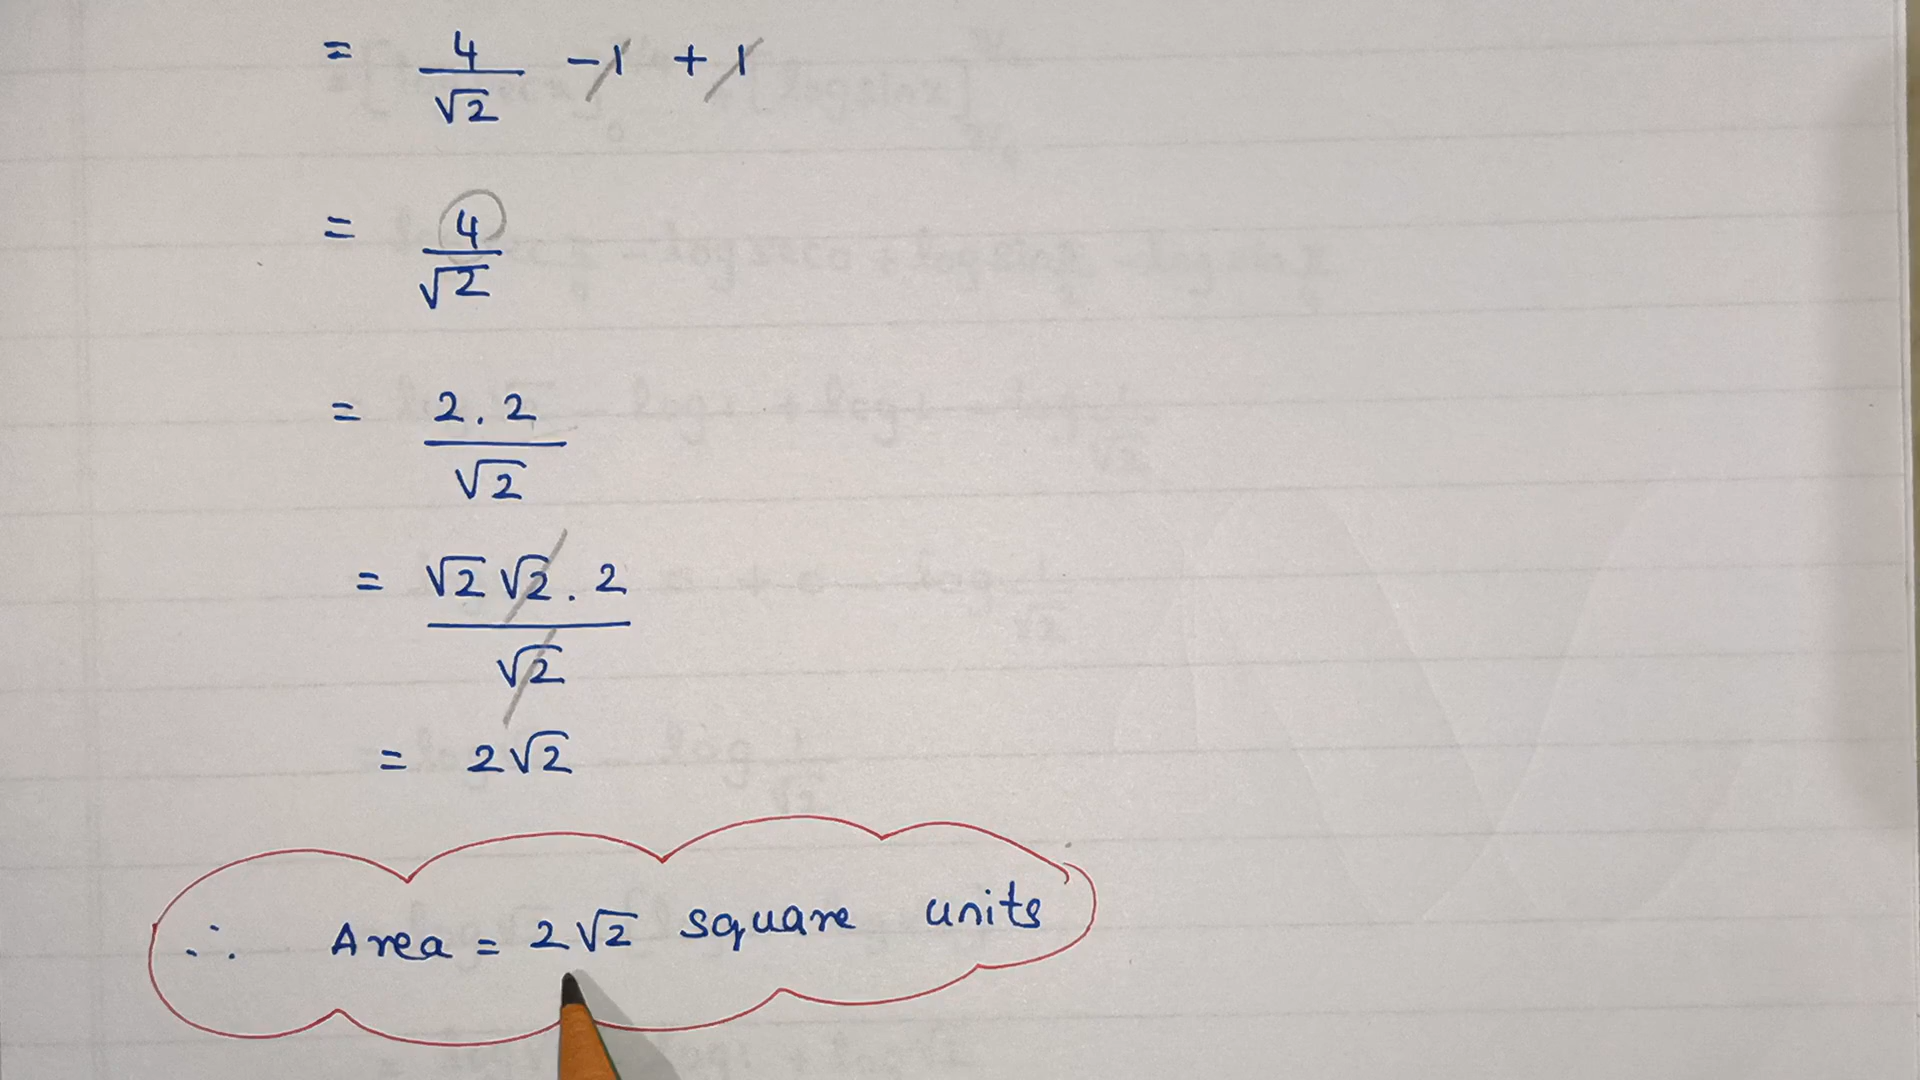 = 4/√2 - 1 + 1
= 4/√2
= 2.2/√2
= √2 √2 . 2/√2
= 2√2
∴ Area = 2√2 square units